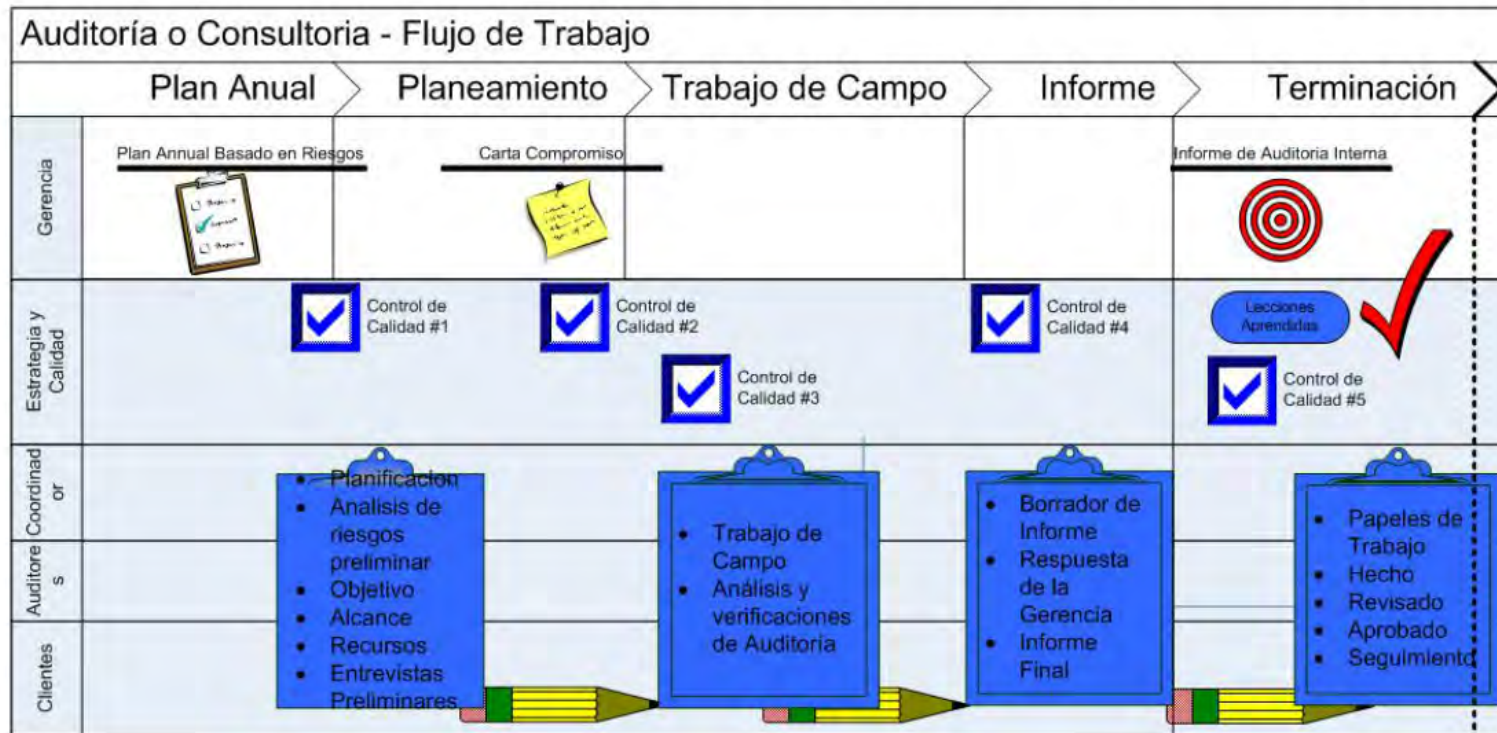 Auditoría o Consultoria - Flujo de Trabajo
Plan Anual
Planeamiento
Trabajo de Campo
Informe
Terminación
Gerencia
Plan Annual Basado en Riesgos
Carta Compromiso
Informe de Auditoria Interna
Estrategia y
Calidad
Control de
Calidad #1
Control de
Calidad #2
Control de
Calidad #3
Control de
Calidad #4
Lecciones
Aprendidas
Control de
Calidad #5
Coordinad
or
Auditore
s
Clientes
• Planificacion
• Analisis de
riesgos
preliminar
• Objetivo
• Alcance
• Recursos
• Entrevistas
Preliminares
• Trabajo de
Campo
• Análisis y
verificaciones
de Auditoría
• Borrador de
Informe
• Respuesta
de la
Gerencia
• Informe
Final
• Papeles de
Trabajo
• Hecho
• Revisado
• Aprobado
• Seguimiento